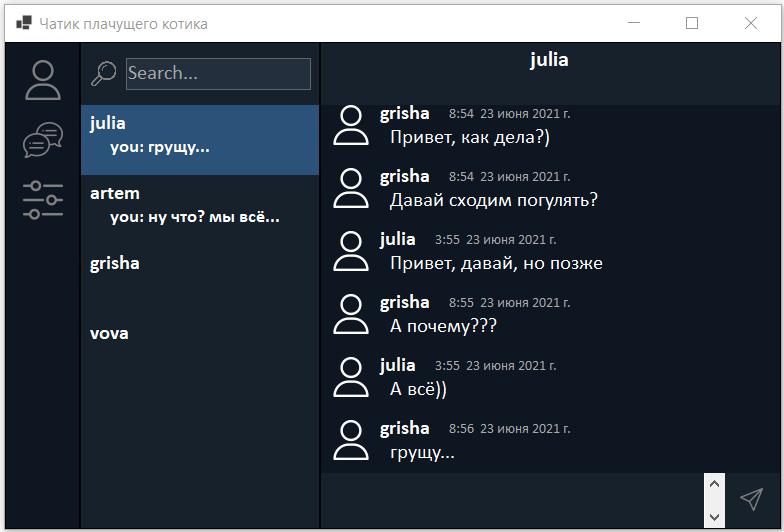 Чатик плачущего котика
Search...
julia
you: грущу...
artem
you: ну что? мы всё...
grisha
vova
julia
grisha 8:54 23 июня 2021 г.
Привет, как дела?)
grisha 8:54 23 июня 2021 г.
Давай сходим погулять?
julia 3:55 23 июня 2021 г.
Привет, давай, но позже
grisha 8:55 23 июня 2021 г.
А почему???
julia 3:55 23 июня 2021 г.
А всё))
grisha 8:56 23 июня 2021 г.
грущу...